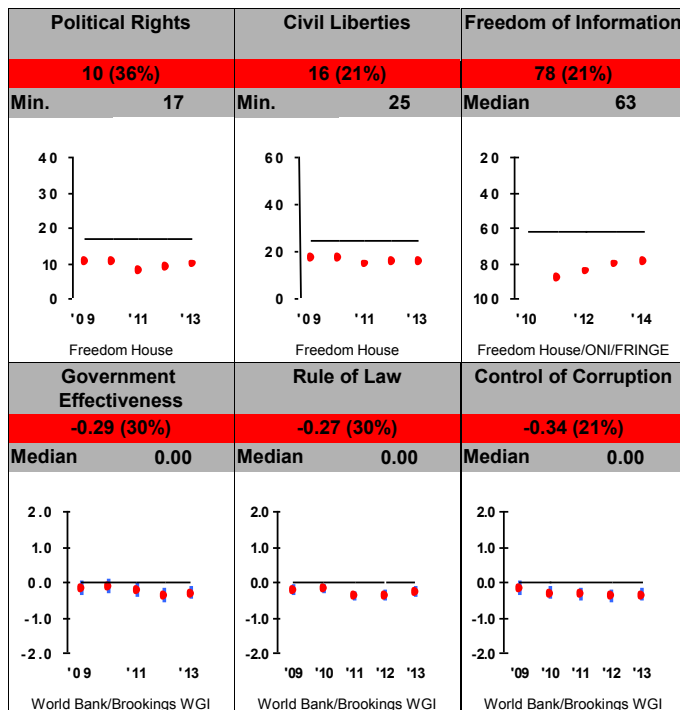 Political Rights
10 (36%)
Min. 17
40
30
20
10
0
'09 '11 '13
Freedom House
Civil Liberties
16 (21%)
Min. 25
60
40
20
0
'09 '11 '13
Freedom House
Freedom of Information
78 (21%)
Median 63
20
40
60
80
100
'10 '12 '14
Freedom House/ONI/FRINGE
Government
Effectiveness
-0.29 (30%)
Median 0.00
2.0
1.0
0.0
-1.0
-2.0
'09 '11 '13
World Bank/Brookings WGI
Rule of Law
-0.27 (30%)
Median 0.00
2.0
1.0
0.0
-1.0
-2.0
'09 '10 '11 '12 '13
World Bank/Brookings WGI
Control of Corruption
-0.34 (21%)
Median 0.00
2.0
1.0
0.0
-1.0
-2.0
'09 '10 '11 '12 '13
World Bank/Brookings WGI